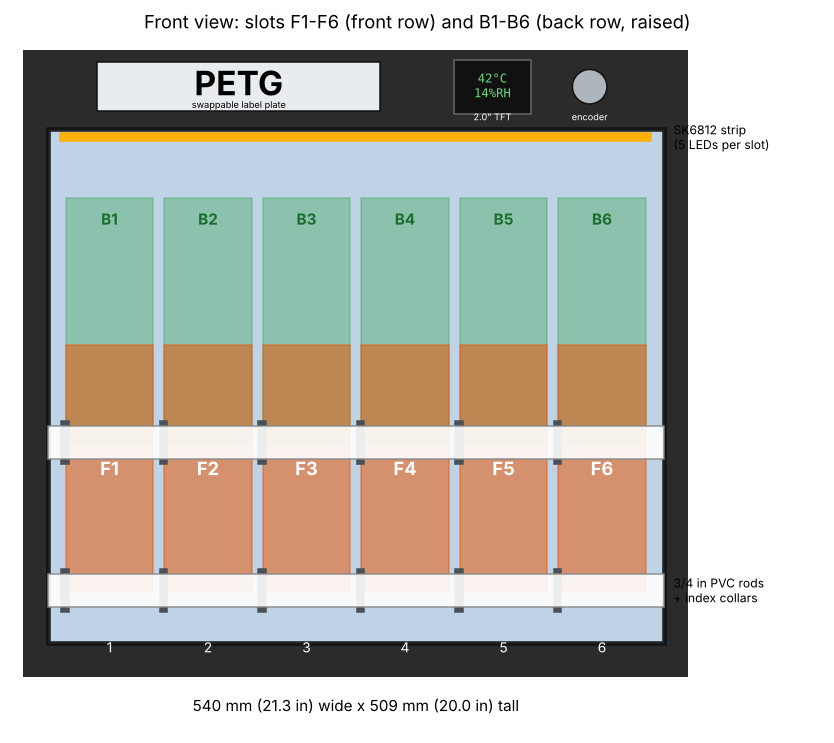 Front view: slots F1-F6 (front row) and B1-B6 (back row, raised)
PETG
swappable label plate
42°C
14%RH
2.0" TFT
encoder
SK6812 strip
(5 LEDs per slot)
B1 B2 B3 B4 B5 B6
F1 F2 F3 F4 F5 F6
3/4 in PVC rods
+ index collars
1 2 3 4 5 6
540 mm (21.3 in) wide x 509 mm (20.0 in) tall